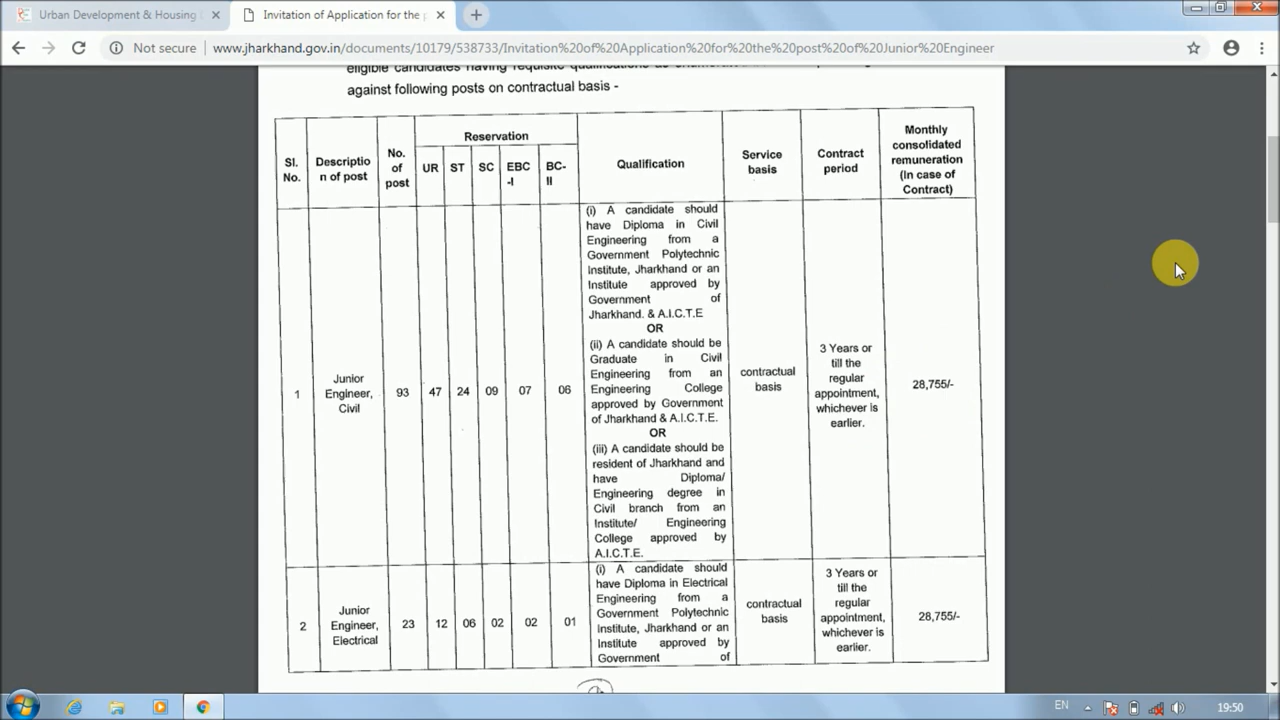 Urban Development & Housing
Invitation of Application for the p
Not secure
www.jharkhand.gov.in/documents/10179/538733/Invitation%20of%20Application%20for%20the%20post%20of%20Junior%20Engineer
eligible candidates having requisite qualifications as
against following posts on contractual basis -
Sl.
No.
Descriptio
n of post
No.
of
post
Reservation
UR
ST
SC
EBC
-I
BC-
II
Qualification
Service
basis
Contract
period
Monthly
consolidated
remuneration
(In case of
Contract)
1
Junior
Engineer,
Civil
93
47
24
09
07
06
(i) A candidate should
have Diploma in Civil
Engineering from a
Government Polytechnic
Institute, Jharkhand or an
Institute approved by
Government of
Jharkhand. & A.I.C.T.E
OR
(ii) A candidate should be
Graduate in Civil
Engineering from an
Engineering College
approved by Government
of Jharkhand & A.I.C.T.E.
OR
(iii) A candidate should be
resident of Jharkhand and
have Diploma/
Engineering degree in
Civil branch from an
Institute/ Engineering
College approved by
A.I.C.T.E.
contractual
basis
3 Years or
till the
regular
appointment,
whichever is
earlier.
28,755/-
2
Junior
Engineer,
Electrical
23
12
06
02
02
01
(i) A candidate should
have Diploma in Electrical
Engineering from a
Government Polytechnic
Institute, Jharkhand or an
Institute approved by
Government of
contractual
basis
3 Years or
till the
regular
appointment,
whichever is
earlier.
28,755/-
EN
19:50